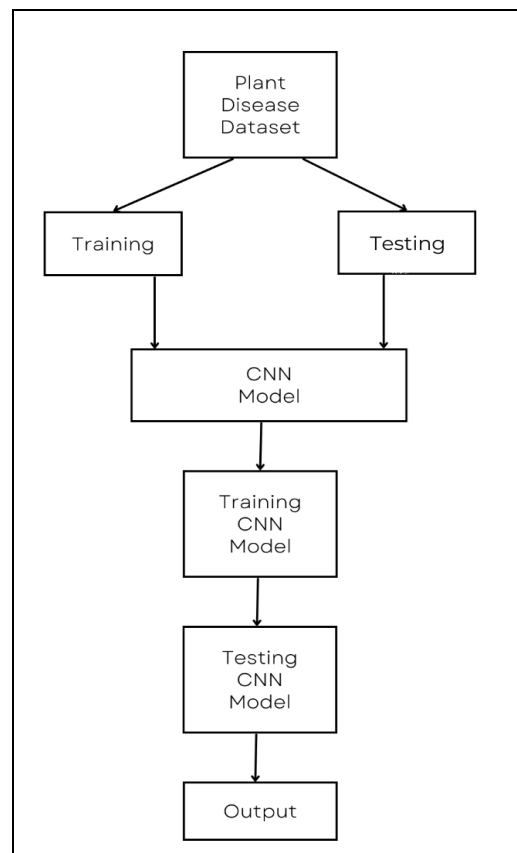 Plant
Disease
Dataset
Training
Testing
CNN
Model
Training
CNN
Model
Testing
CNN
Model
Output